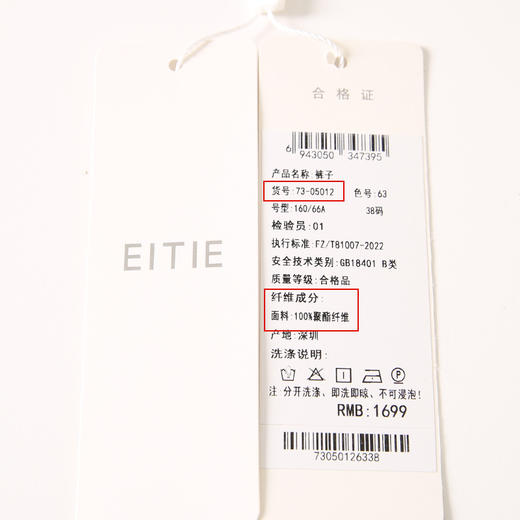 EITIE
合格证
6 943050 347395
产品名称:裤子
货号:73-05012 色号:63
号型:160/66A 38码
检验员:01
执行标准:FZ/T81007-2022
安全技术类别:GB18401 B类
质量等级:合格品
纤维成分:
面料:100%聚酯纤维
产地:深圳
洗涤说明:
注 分开洗涤、即洗即晾、不可浸泡!
RMB:1699
73050126338